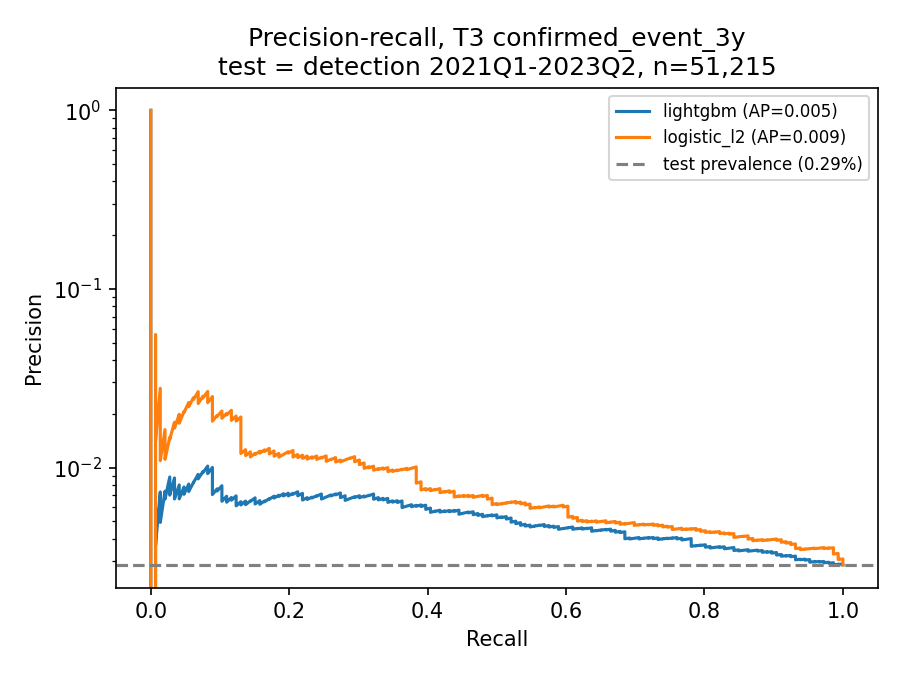 Precision-recall, T3 confirmed_event_3y
test = detection 2021Q1-2023Q2, n=51,215
lightgbm (AP=0.005)
logistic_l2 (AP=0.009)
test prevalence (0.29%)
Precision
10⁰
10⁻¹
10⁻²
0.0 0.2 0.4 0.6 0.8 1.0
Recall